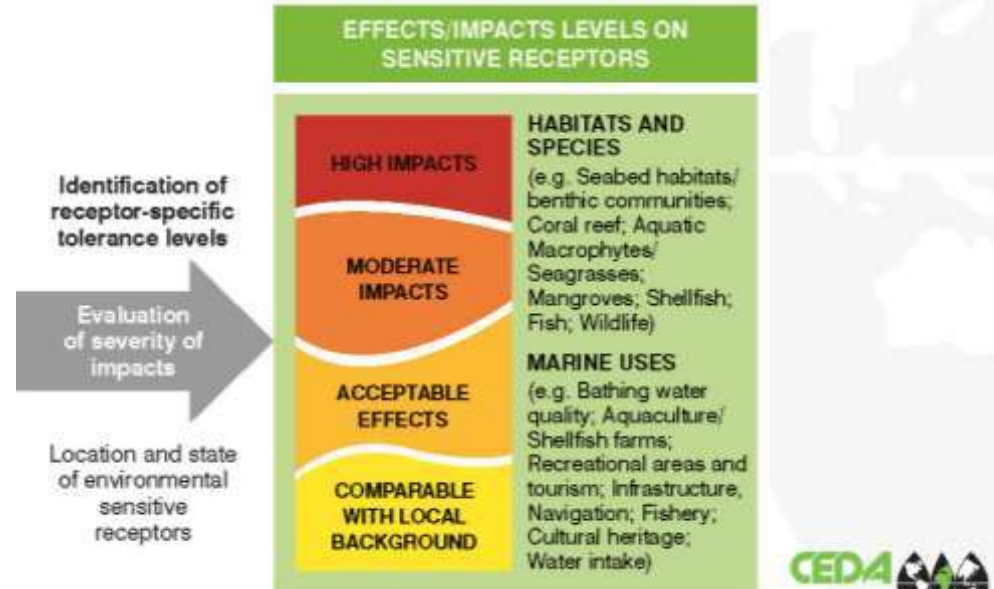 EFFECTS/IMPACTS LEVELS ON
SENSITIVE RECEPTORS
Identification of
receptor-specific
tolerance levels
Evaluation
of severity of
impacts
Location and state
of environmental
sensitive
receptors
HIGH IMPACTS
MODERATE
IMPACTS
ACCEPTABLE
EFFECTS
COMPARABLE
WITH LOCAL
BACKGROUND
HABITATS AND
SPECIES
(e.g. Seabed habitats/
benthic communities;
Coral reef; Aquatic
Macrophytes/
Seagrasses;
Mangroves; Shellfish;
Fish; Wildlife)
MARINE USES
(e.g. Bathing water
quality; Aquaculture/
Shellfish farms;
Recreational areas and
tourism; Infrastructure,
Navigation; Fishery;
Cultural heritage;
Water intake)
CEDA